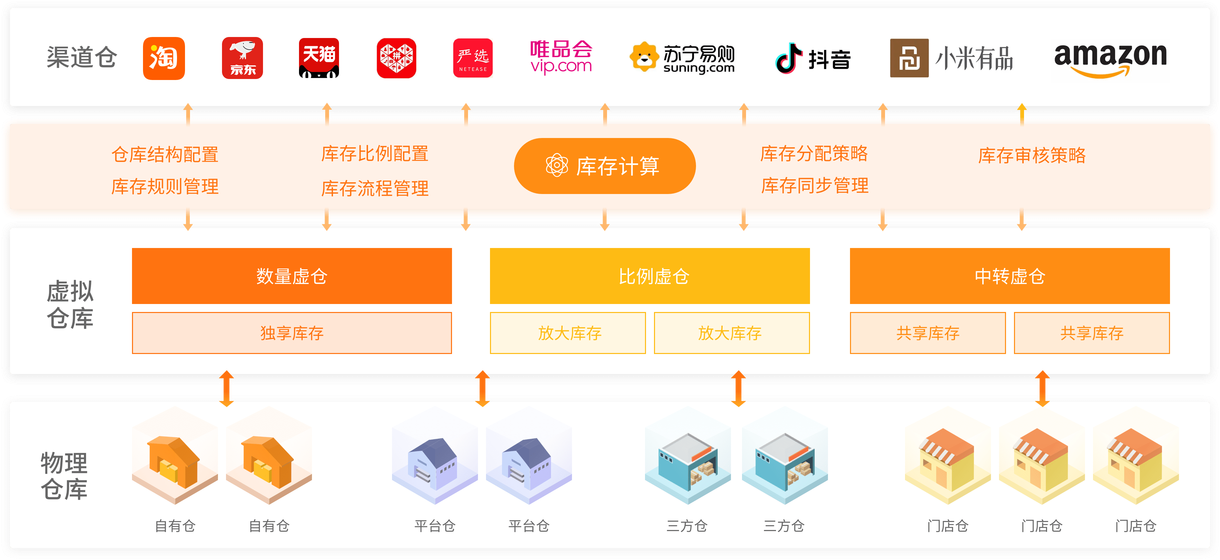 渠道仓
淘
京东
天猫
拼
严选
NETEASE
唯品会
vip.com
苏宁易购
suning.com
抖音
小米有品
amazon
仓库结构配置
库存规则管理
库存比例配置
库存流程管理
库存计算
库存分配策略
库存同步管理
库存审核策略
虚拟
仓库
数量虚仓
独享库存
比例虚仓
放大库存 放大库存
中转虚仓
共享库存 共享库存
物理
仓库
自有仓 自有仓 平台仓 平台仓 三方仓 三方仓 门店仓 门店仓 门店仓